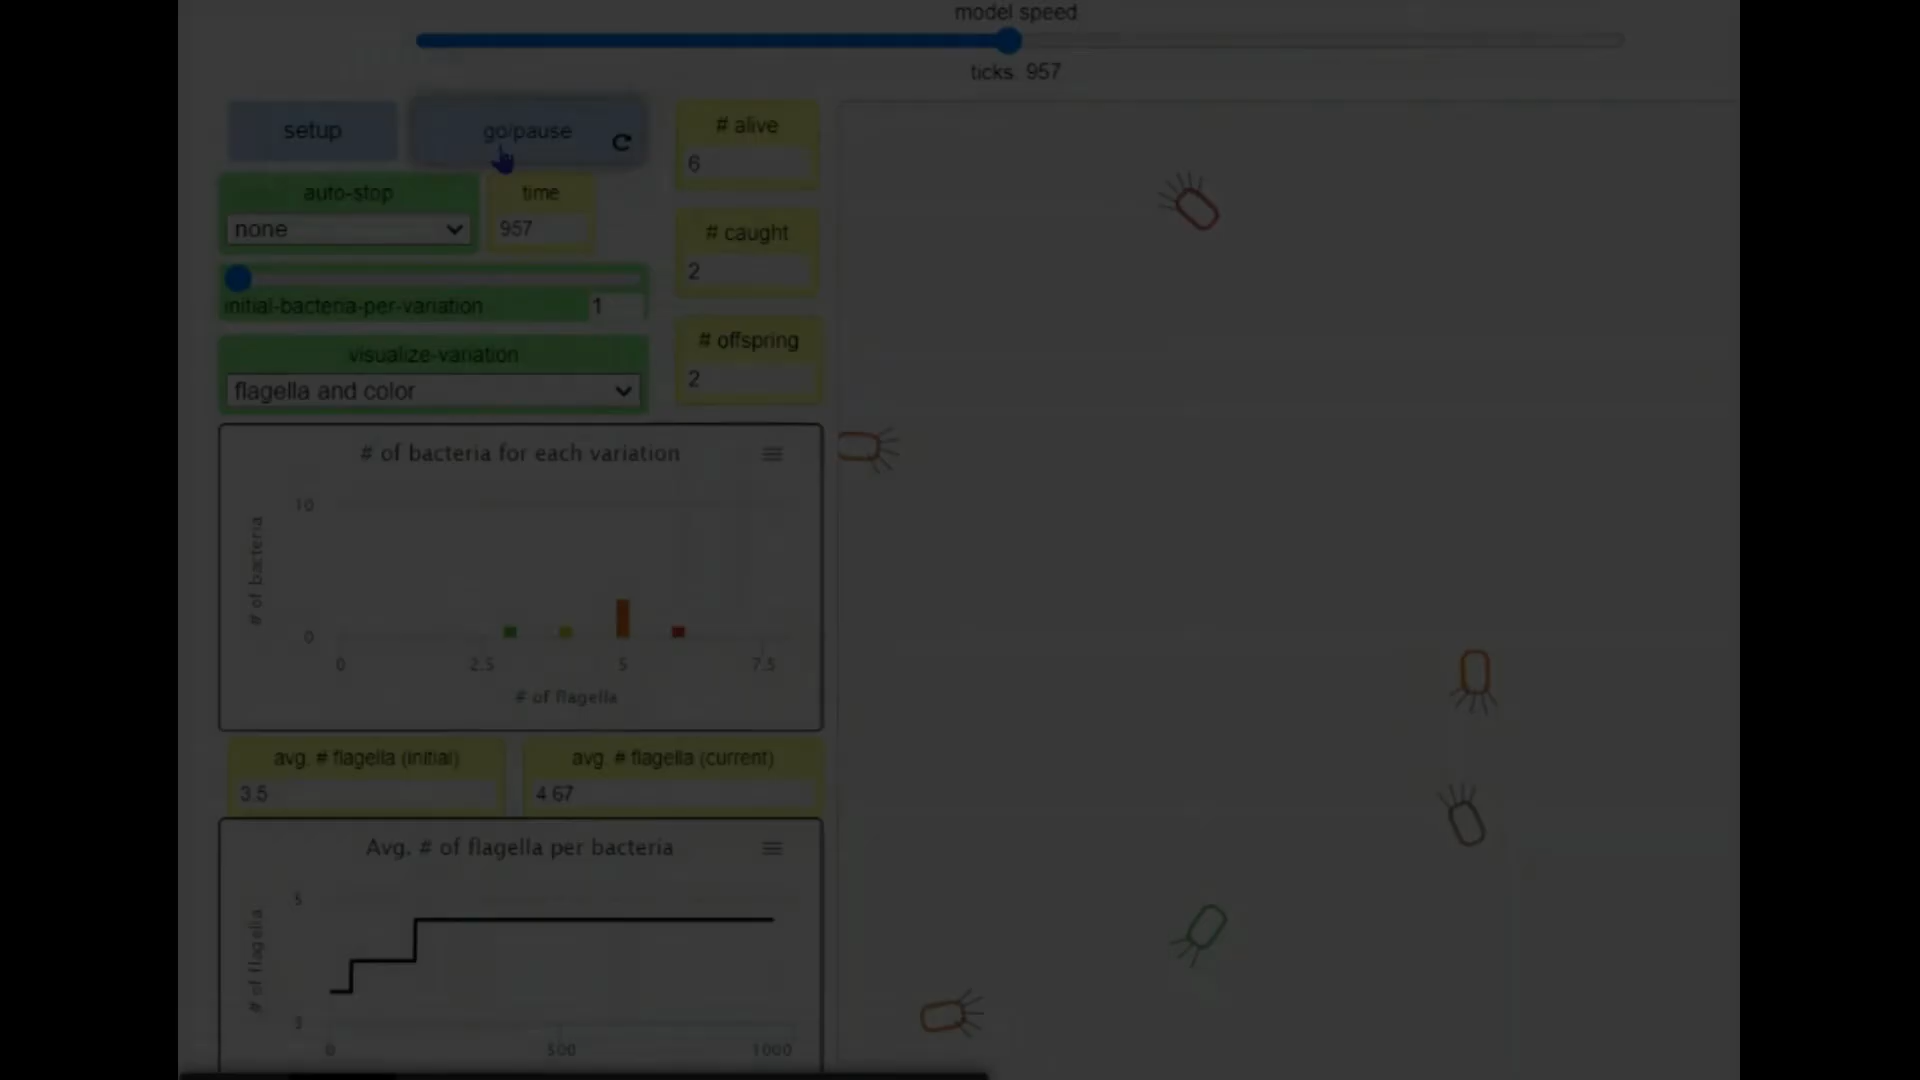 model speed
ticks: 957
setup
go/pause
auto-stop
none
time
957
initial-bacteria-per-variation 1
visualize-variation
flagella and color
# alive
6
# caught
2
# offspring
2
# of bacteria for each variation
# of bacteria
10
0
0 2.5 5 7.5
# of flagella
avg. # flagella (initial)
3.5
avg. # flagella (current)
4.67
Avg. # of flagella per bacteria
# of flagella
5
3
0 500 1000